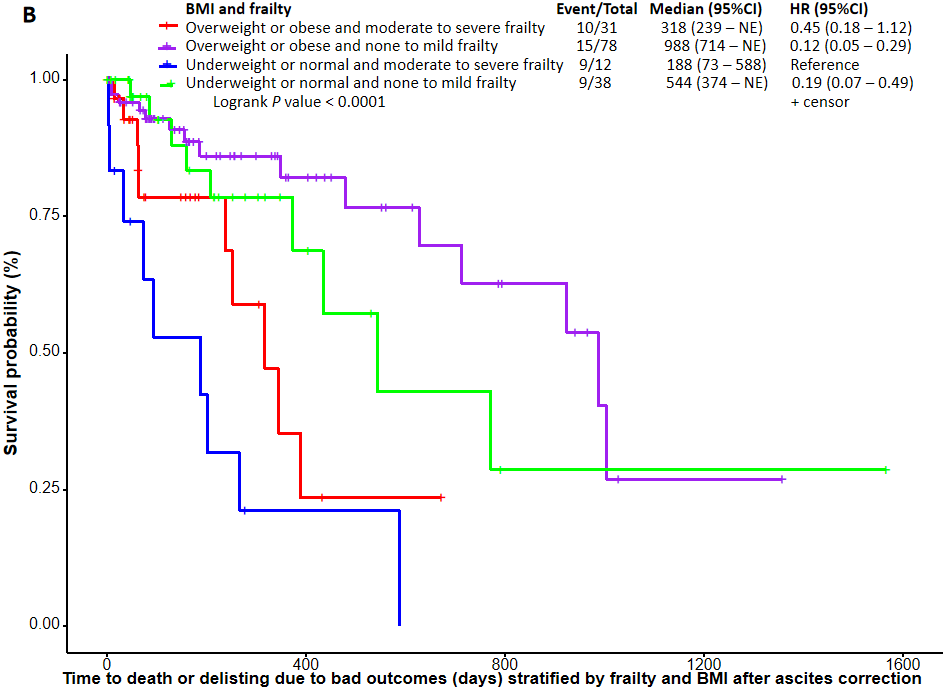 B
BMI and frailty Event/Total Median (95%CI) HR (95%CI)
Overweight or obese and moderate to severe frailty 10/31 318 (239 – NE) 0.45 (0.18 – 1.12)
Overweight or obese and none to mild frailty 15/78 988 (714 – NE) 0.12 (0.05 – 0.29)
Underweight or normal and moderate to severe frailty 9/12 188 (73 – 588) Reference
Underweight or normal and none to mild frailty 9/38 544 (374 – NE) 0.19 (0.07 – 0.49)
Logrank P value < 0.0001 + censor
Survival probability (%)
1.00
0.75
0.50
0.25
0.00
0 400 800 1200 1600
Time to death or delisting due to bad outcomes (days) stratified by frailty and BMI after ascites correction